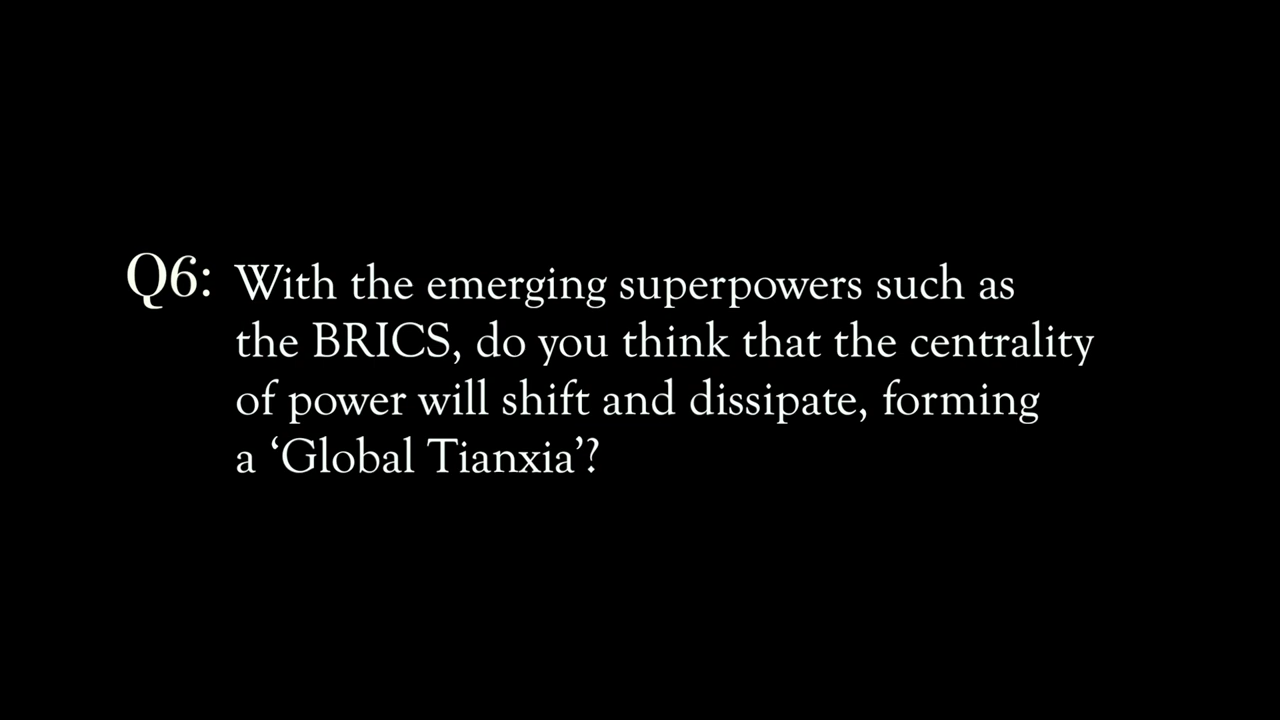 Q6: With the emerging superpowers such as
the BRICS, do you think that the centrality
of power will shift and dissipate, forming
a ‘Global Tianxia’?